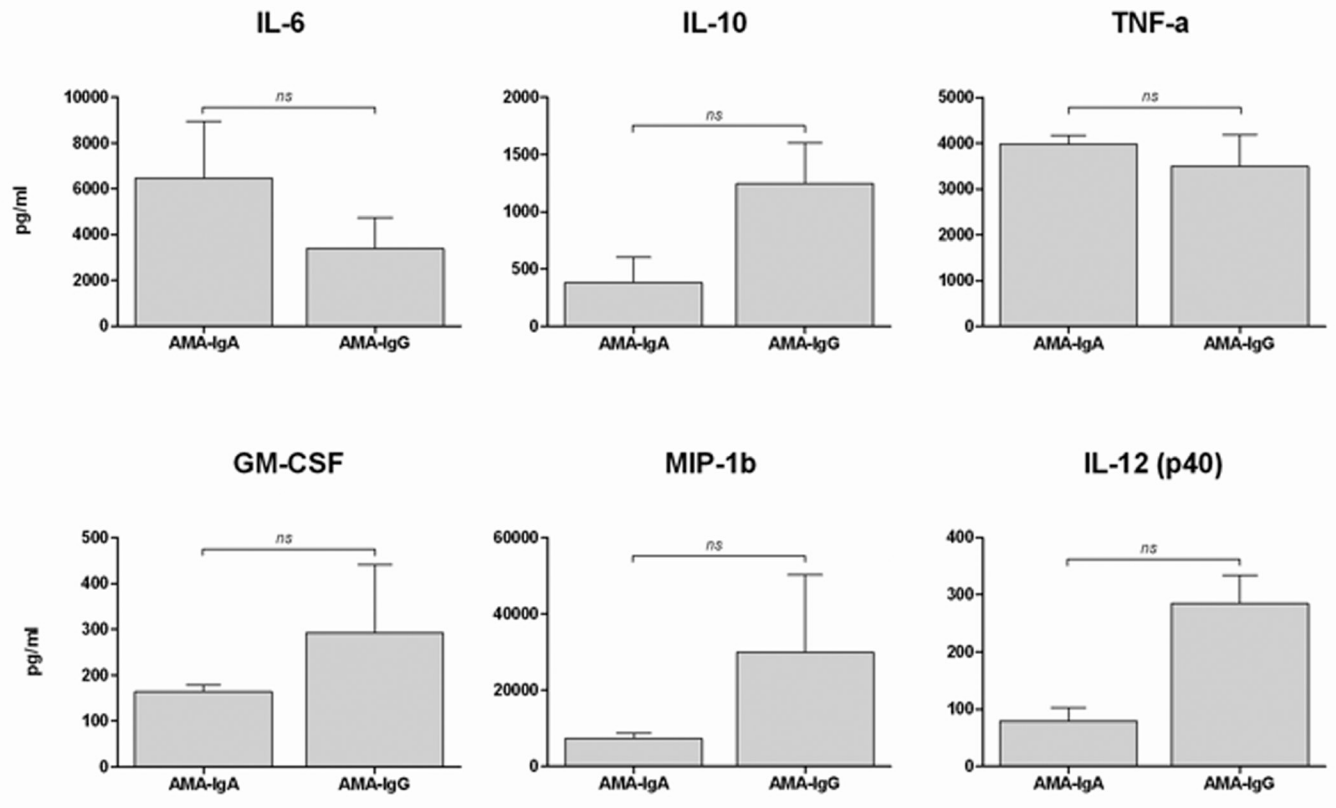 IL-6
IL-10
TNF-a
10000
8000
6000
4000
2000
0
pg/ml
ns
AMA-IgA
AMA-IgG
2000
1500
1000
500
0
ns
AMA-IgA
AMA-IgG
5000
4000
3000
2000
1000
0
ns
AMA-IgA
AMA-IgG
GM-CSF
MIP-1b
IL-12 (p40)
500
400
300
200
100
0
pg/ml
ns
AMA-IgA
AMA-IgG
60000
40000
20000
0
ns
AMA-IgA
AMA-IgG
400
300
200
100
0
ns
AMA-IgA
AMA-IgG